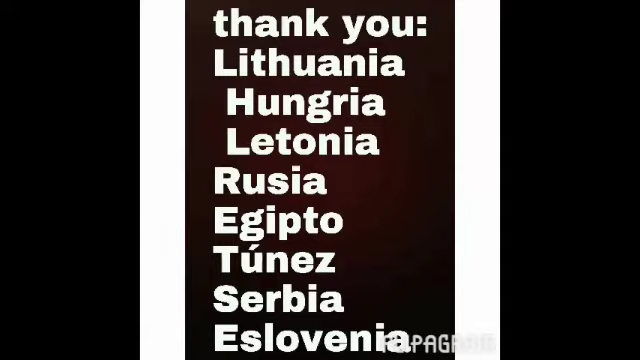 thank you:
Lithuania
Hungria
Letonia
Rusia
Egipto
Túnez
Serbia
Eslovenia